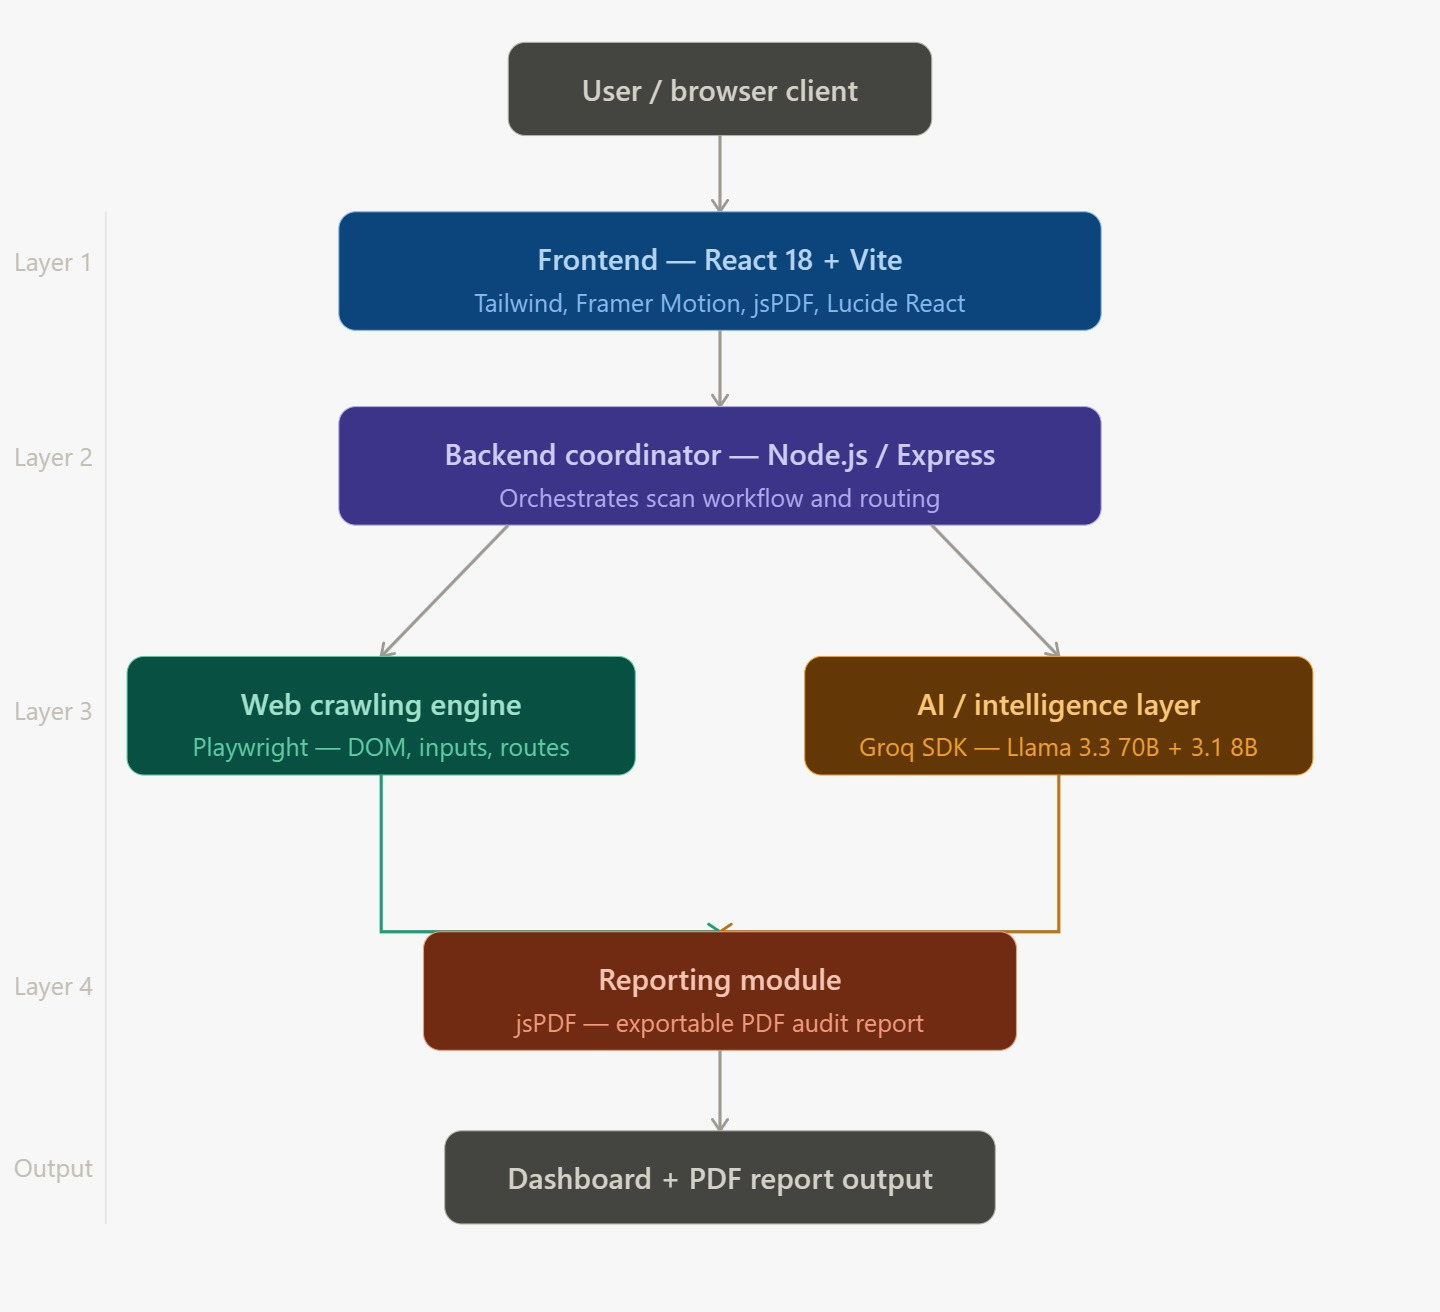 User / browser client
Layer 1
Frontend — React 18 + Vite
Tailwind, Framer Motion, jsPDF, Lucide React
Layer 2
Backend coordinator — Node.js / Express
Orchestrates scan workflow and routing
Layer 3
Web crawling engine
Playwright — DOM, inputs, routes
AI / intelligence layer
Groq SDK — Llama 3.3 70B + 3.1 8B
Layer 4
Reporting module
jsPDF — exportable PDF audit report
Output
Dashboard + PDF report output